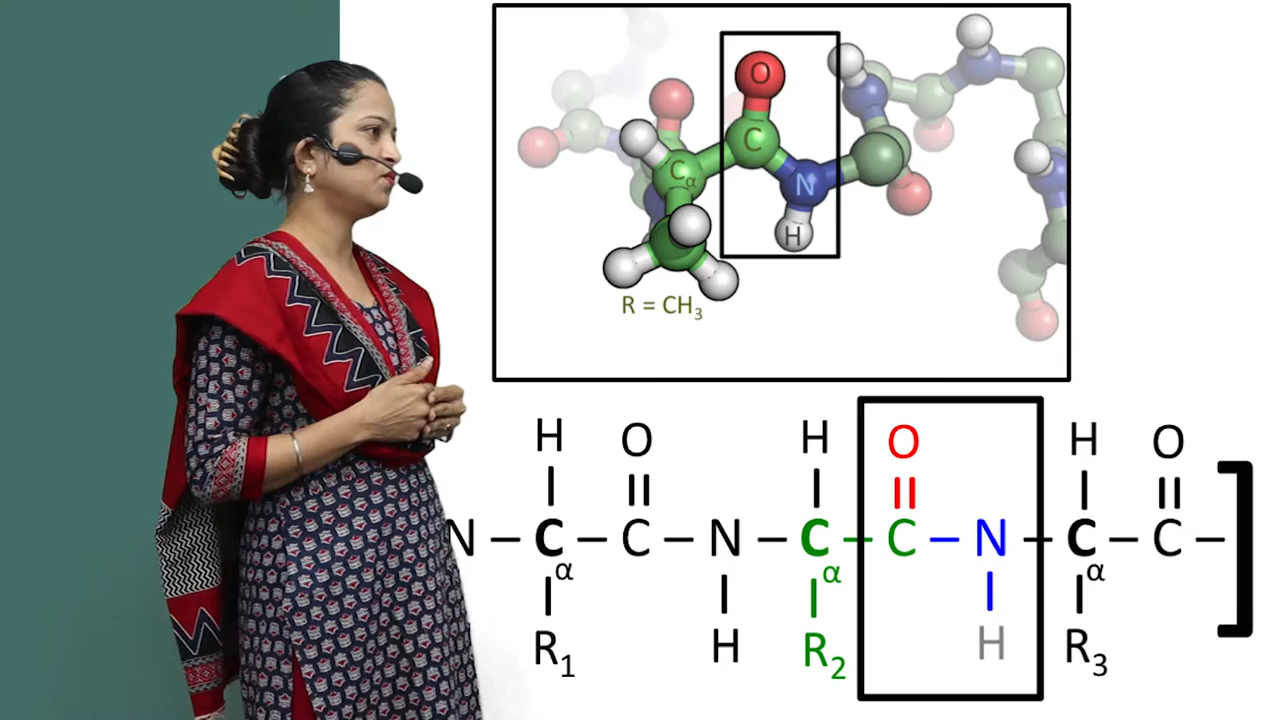 O
C
Cα
N
H
R = CH₃
H O H O H O
N – C – C – N – C – C – N – C – C – ]
α α α
R₁ H R₂ H R₃